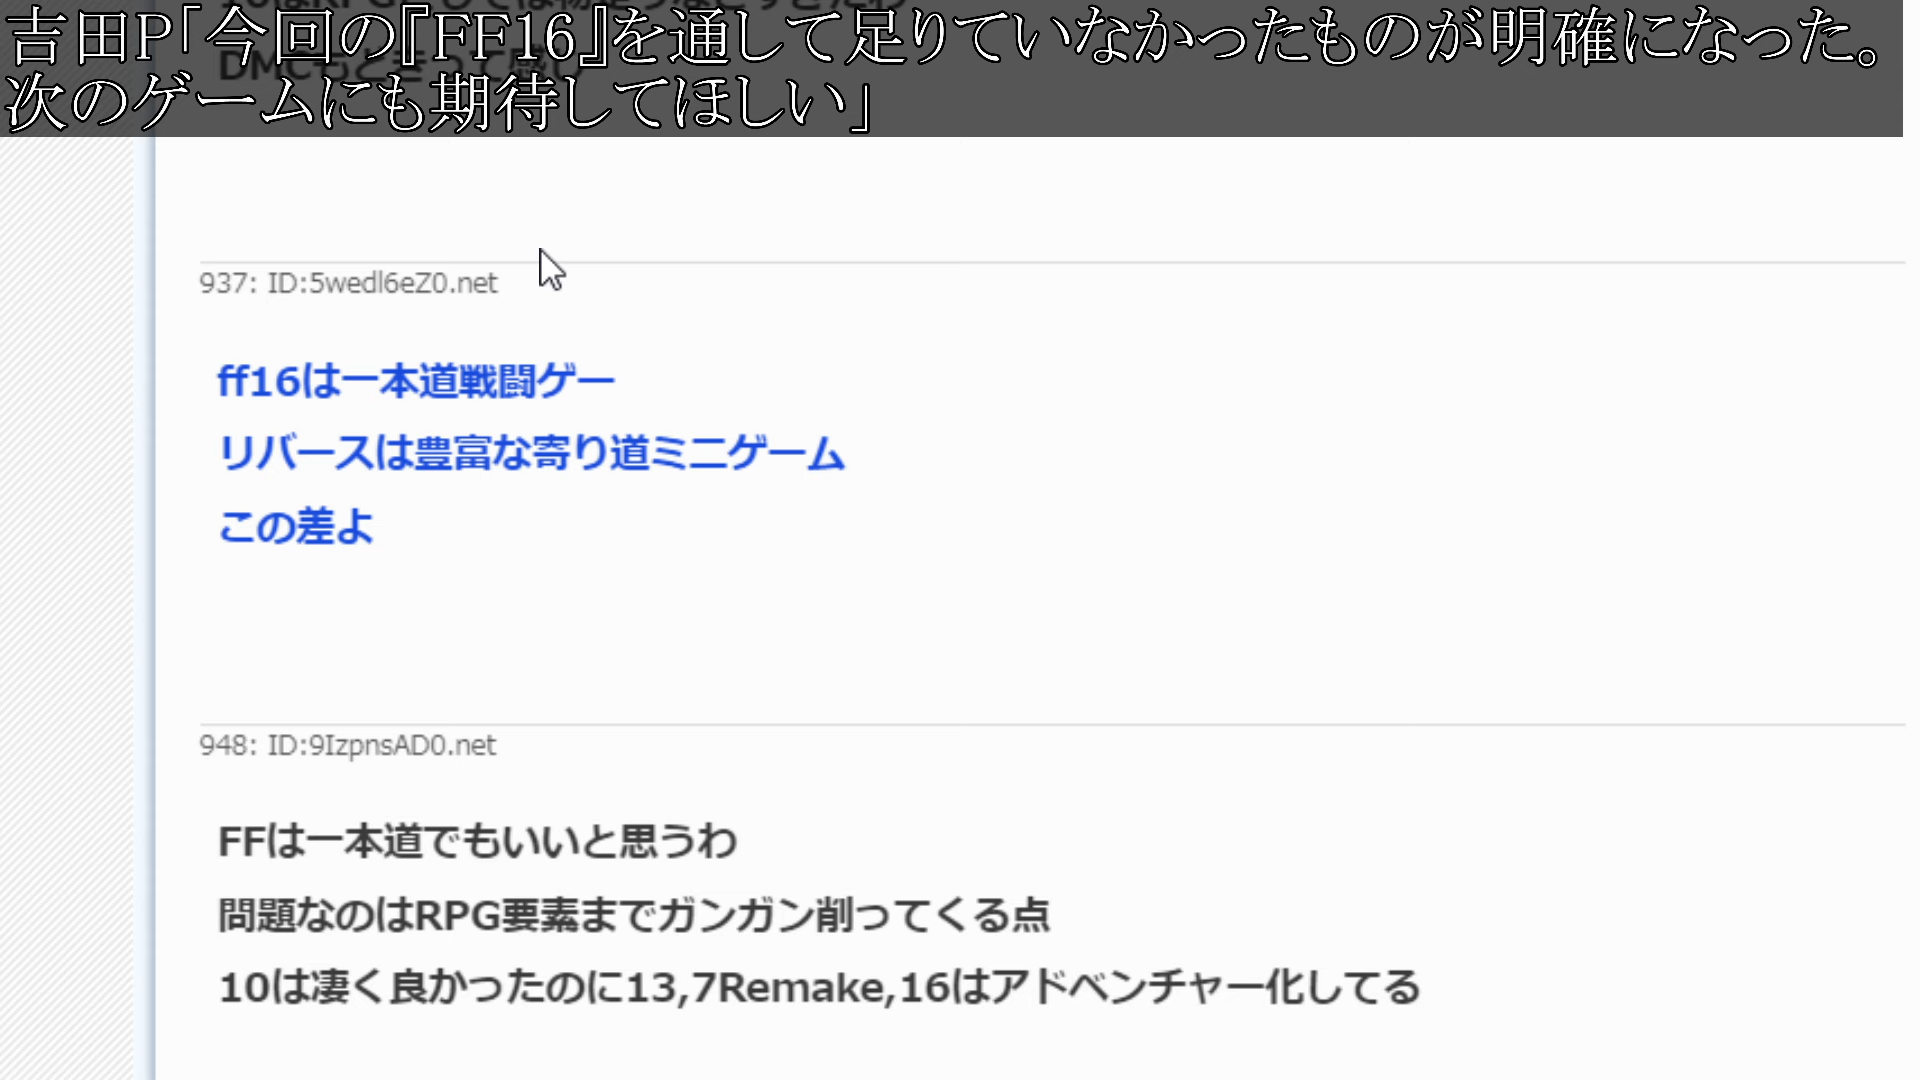 吉田P「今回の『FF16』を通して足りていなかったものが明確になった。
次のゲームにも期待してほしい」
937: ID:5wedl6eZ0.net
ff16は一本道戦闘ゲー
リバースは豊富な寄り道ミニゲーム
この差よ
948: ID:9IzpnsAD0.net
FFは一本道でもいいと思うわ
問題なのはRPG要素までガンガン削ってくる点
10は凄く良かったのに13,7Remake,16はアドベンチャー化してる